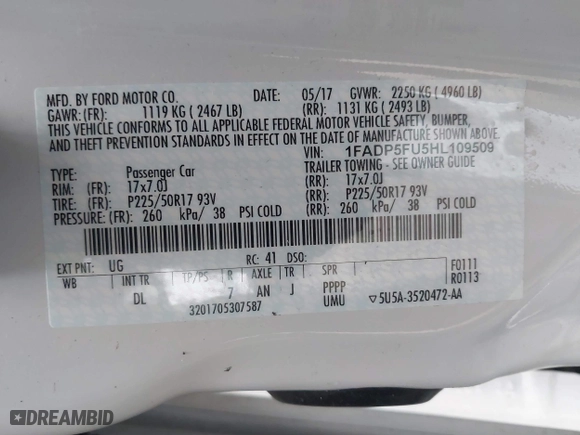 MFD. BY FORD MOTOR CO. DATE: 05/17 GVWR: 2250 KG ( 4960 LB)
GAWR: (FR): 1119 KG ( 2467 LB) (RR): 1131 KG ( 2493 LB)
THIS VEHICLE CONFORMS TO ALL APPLICABLE FEDERAL MOTOR VEHICLE SAFETY, BUMPER,
AND THEFT PREVENTION STANDARDS IN EFFECT ON THE DATE OF MANUFACTURE SHOWN ABOVE.
VIN: 1FADP5FU5HL109509
TYPE: Passenger Car TRAILER TOWING - SEE OWNER GUIDE
RIM: (FR): 17x7.0J (RR): 17x7.0J
TIRE: (FR): P225/50R17 93V (RR): P225/50R17 93V
PRESSURE: (FR): 260 kPa/ 38 PSI COLD (RR): 260 kPa/ 38 PSI COLD
EXT PNT: UG RC: 41 DSO: F0111
WB INT TR TP/PS R AXLE TR SPR R0113
DL 7 AN J PPPP
UMU ▽5U5A-3520472-AA
3201705307587
DREAMBID